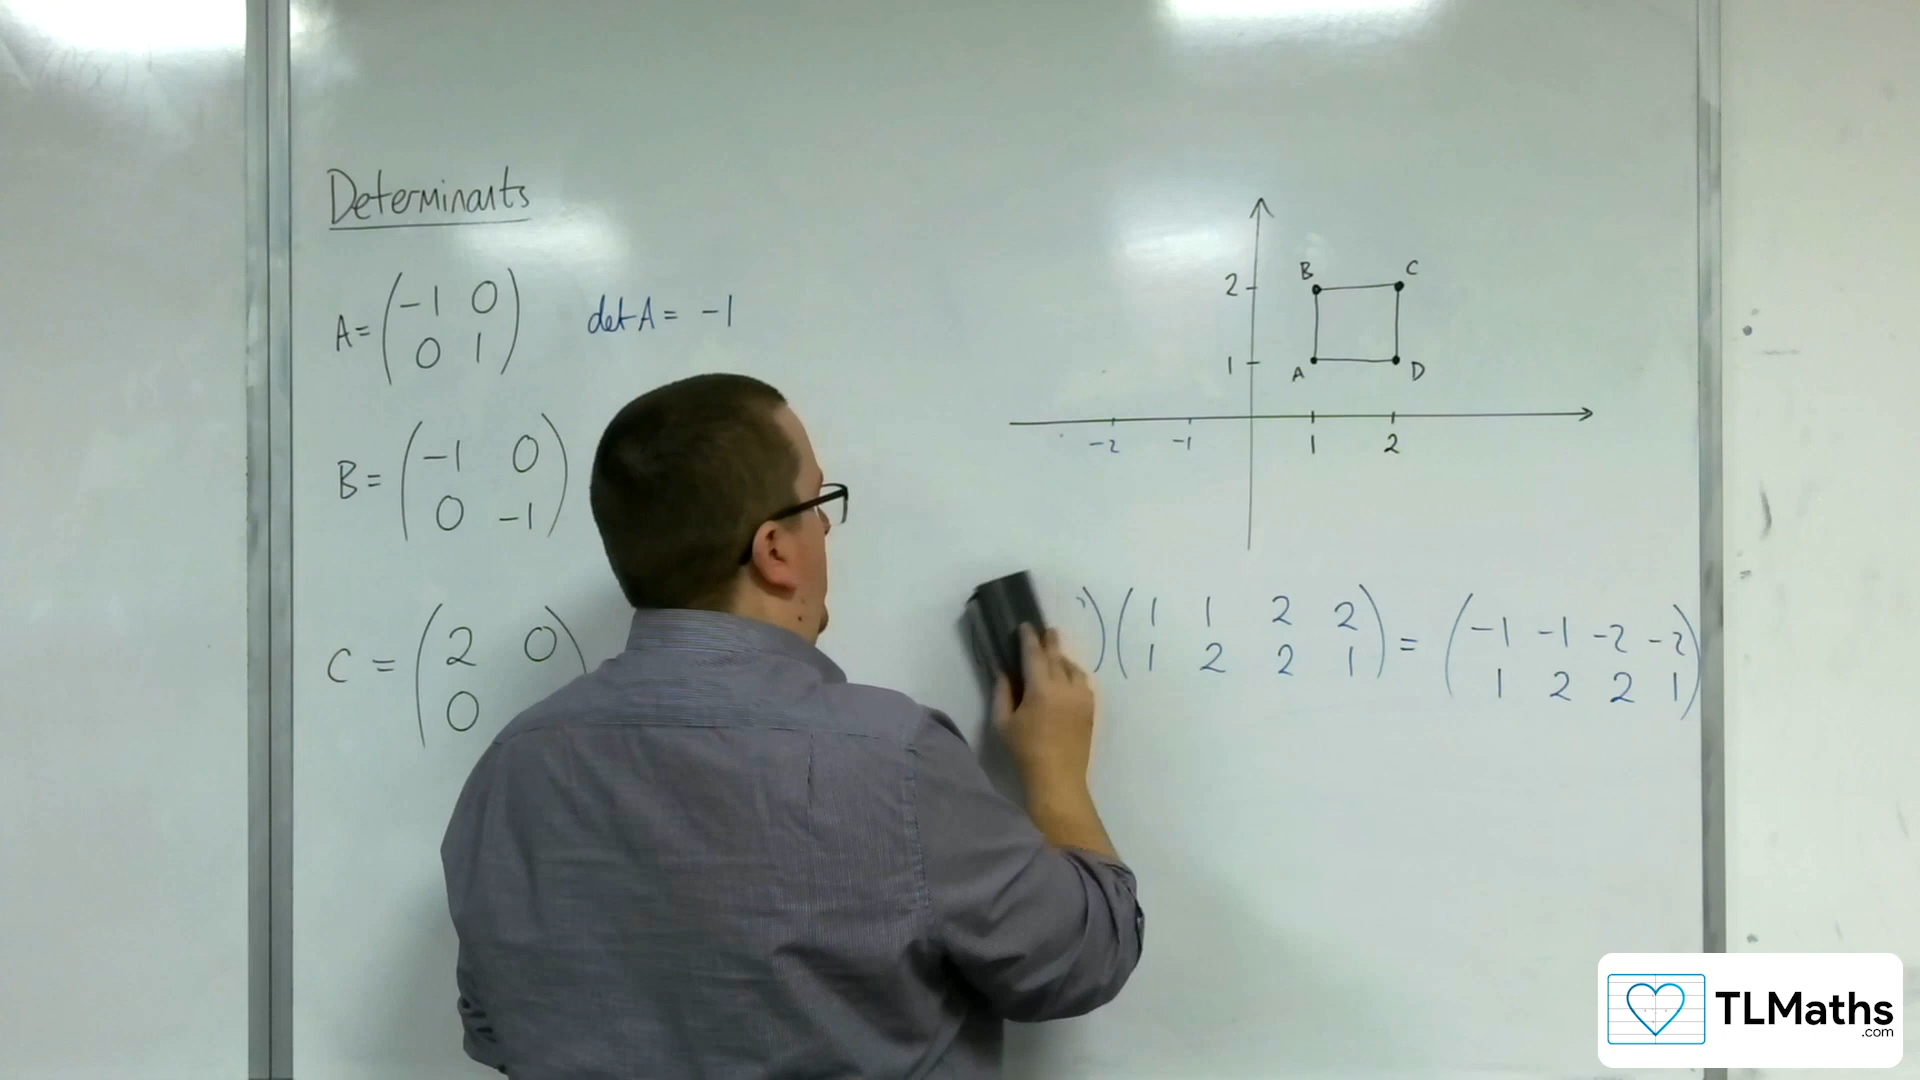 Determinants
A = (-1 0
0 1)
det A = -1
B = (-1 0
0 -1)
C = (2 0)
0
2
1
B C
A D
-2 -1 1 2
) (1 1 2 2
1 2 2 1) = (-1 -1 -2 -2
1 2 2 1)
TLMaths
.com